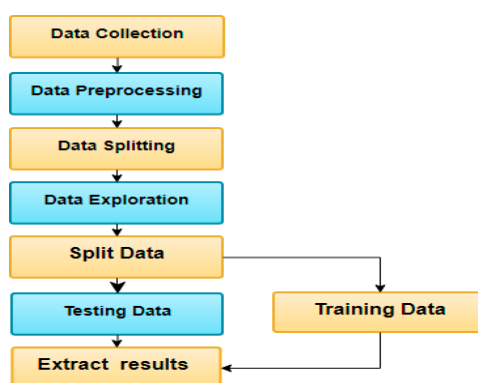 Data Collection
Data Preprocessing
Data Splitting
Data Exploration
Split Data
Testing Data
Training Data
Extract results